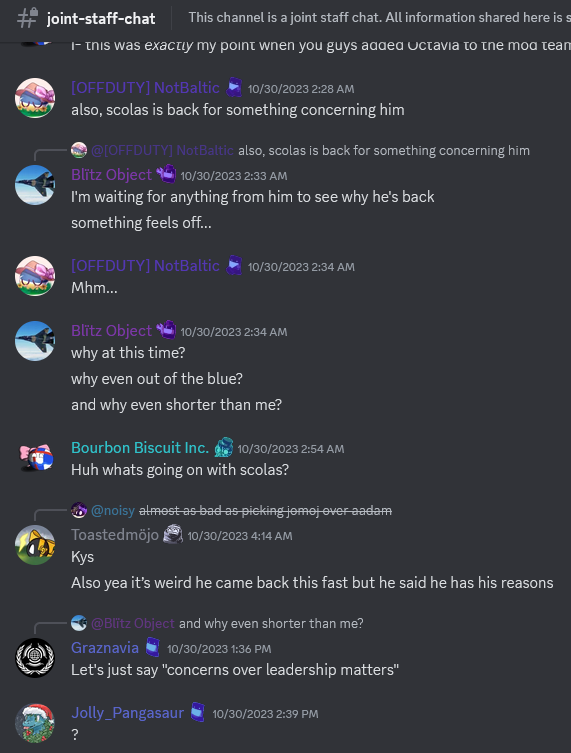 joint-staff-chat
This channel is a joint staff chat. All information shared here is s
I- this was exactly my point when you guys added Octavia to the mod team
[OFFDUTY] NotBaltic 10/30/2023 2:28 AM
also, scolas is back for something concerning him
@[OFFDUTY] NotBaltic also, scolas is back for something concerning him
Blītz Object 10/30/2023 2:33 AM
I'm waiting for anything from him to see why he's back
something feels off...
[OFFDUTY] NotBaltic 10/30/2023 2:34 AM
Mhm...
Blītz Object 10/30/2023 2:34 AM
why at this time?
why even out of the blue?
and why even shorter than me?
Bourbon Biscuit Inc. 10/30/2023 2:54 AM
Huh whats going on with scolas?
@noisy almost as bad as picking jomoj over aadam
Toastedmöjo 10/30/2023 4:14 AM
Kys
Also yea it’s weird he came back this fast but he said he has his reasons
@Blītz Object and why even shorter than me?
Graznavia 10/30/2023 1:36 PM
Let's just say "concerns over leadership matters"
Jolly_Pangasaur 10/30/2023 2:39 PM
?